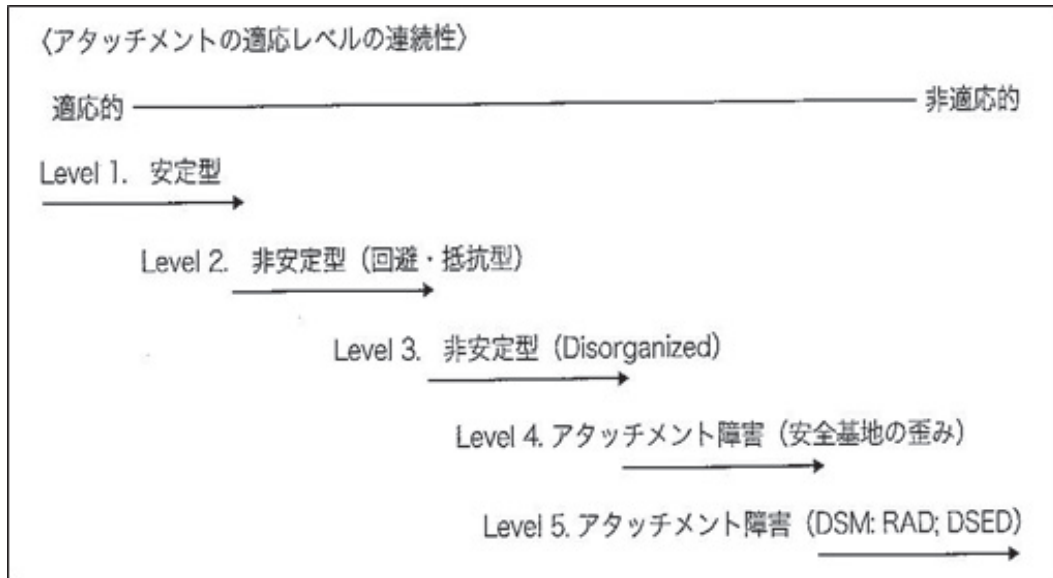 〈アタッチメントの適応レベルの連続性〉
適応的 非適応的
Level 1. 安定型
Level 2. 非安定型（回避・抵抗型）
Level 3. 非安定型（Disorganized）
Level 4. アタッチメント障害（安全基地の歪み）
Level 5. アタッチメント障害（DSM: RAD; DSED）